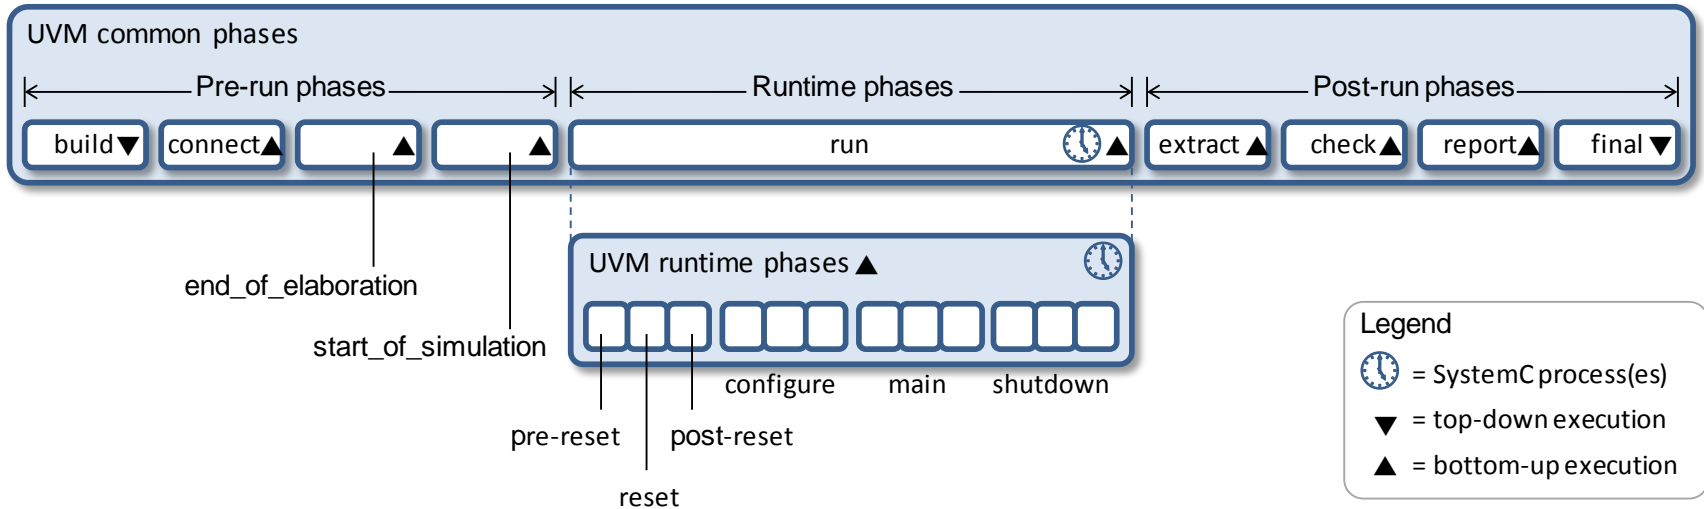 UVM common phases
Pre-run phases
Runtime phases
Post-run phases
build
connect
run
extract
check
report
final
end_of_elaboration
start_of_simulation
UVM runtime phases
configure
main
shutdown
pre-reset
post-reset
reset
Legend
= SystemC process(es)
= top-down execution
= bottom-up execution